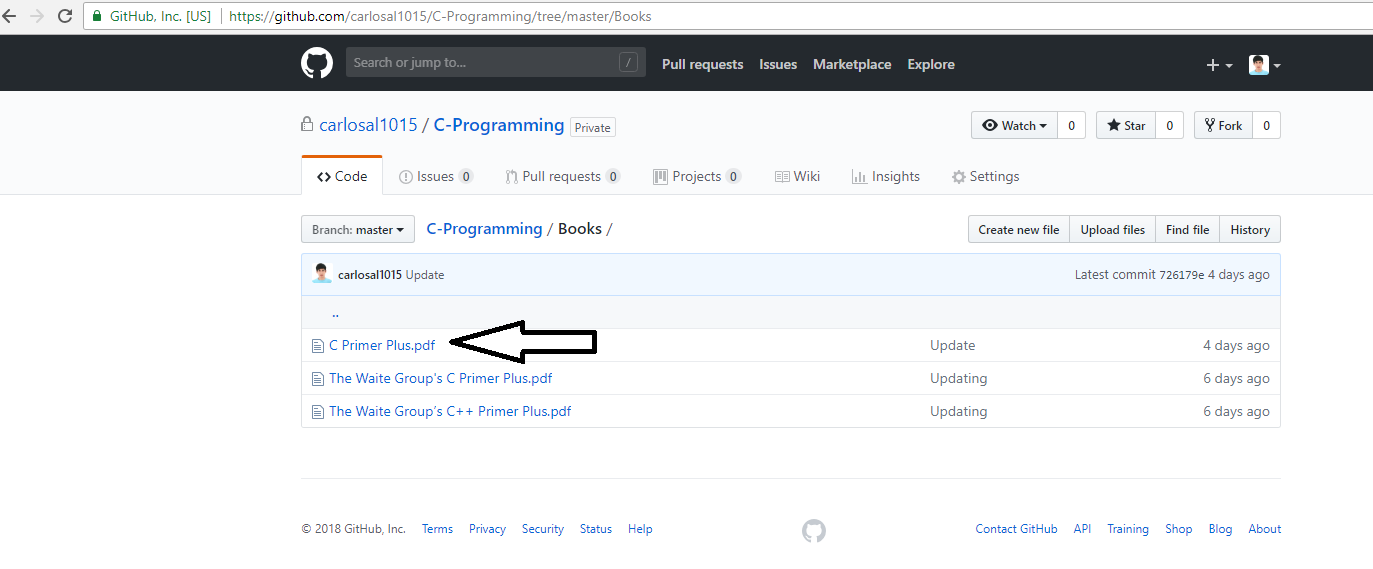 GitHub, Inc. [US] https://github.com/carlosal1015/C-Programming/tree/master/Books
Search or jump to... / Pull requests Issues Marketplace Explore
carlosal1015 / C-Programming Private Watch 0 Star 0 Fork 0
Code Issues 0 Pull requests 0 Projects 0 Wiki Insights Settings
Branch: master C-Programming / Books / Create new file Upload files Find file History
carlosal1015 Update Latest commit 726179e 4 days ago
..
C Primer Plus.pdf Update 4 days ago
The Waite Group's C Primer Plus.pdf Updating 6 days ago
The Waite Group's C++ Primer Plus.pdf Updating 6 days ago
© 2018 GitHub, Inc. Terms Privacy Security Status Help Contact GitHub API Training Shop Blog About